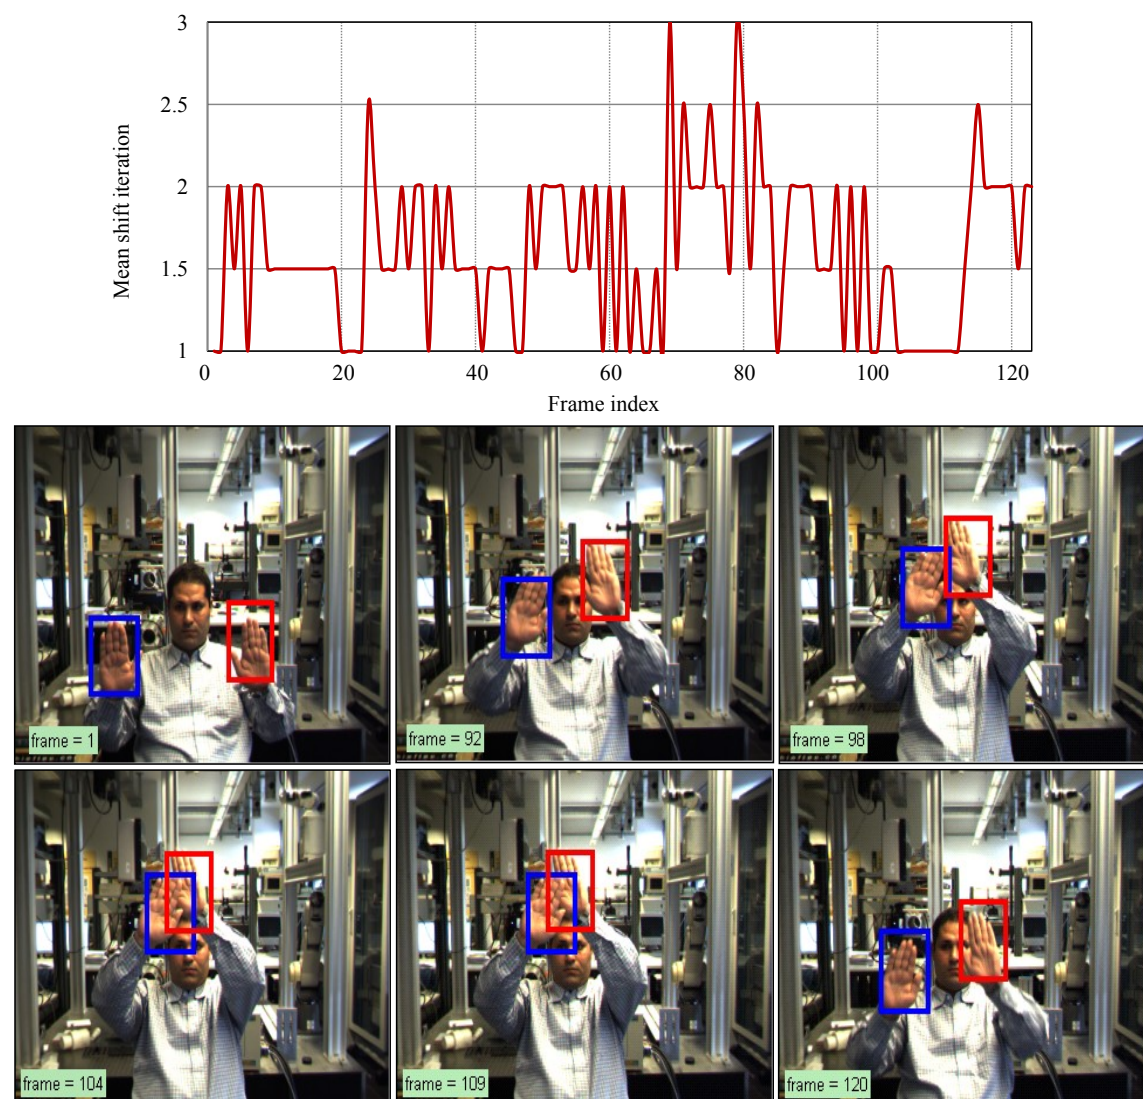 3
2.5
2
1.5
1
Mean shift iteration
0 20 40 60 80 100 120
Frame index
frame = 1
frame = 92
frame = 98
frame = 104
frame = 109
frame = 120